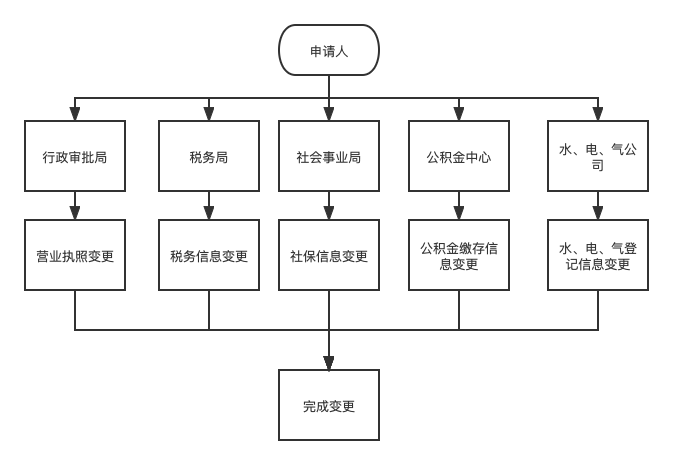 申请人
行政审批局
税务局
社会事业局
公积金中心
水、电、气公
司
营业执照变更
税务信息变更
社保信息变更
公积金缴存信
息变更
水、电、气登
记信息变更
完成变更